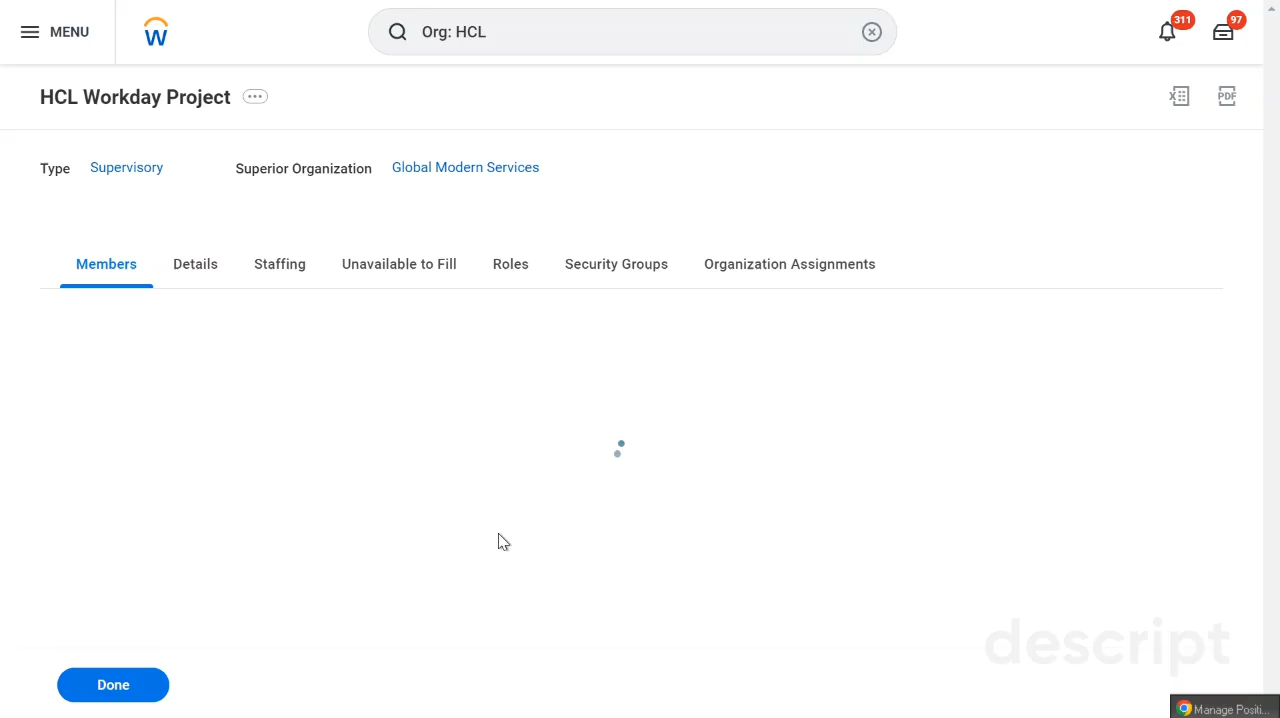 MENU
W
Org: HCL
311
97
HCL Workday Project
X
PDF
Type
Supervisory
Superior Organization
Global Modern Services
Members
Details
Staffing
Unavailable to Fill
Roles
Security Groups
Organization Assignments
descript
Done
Manage Positi...